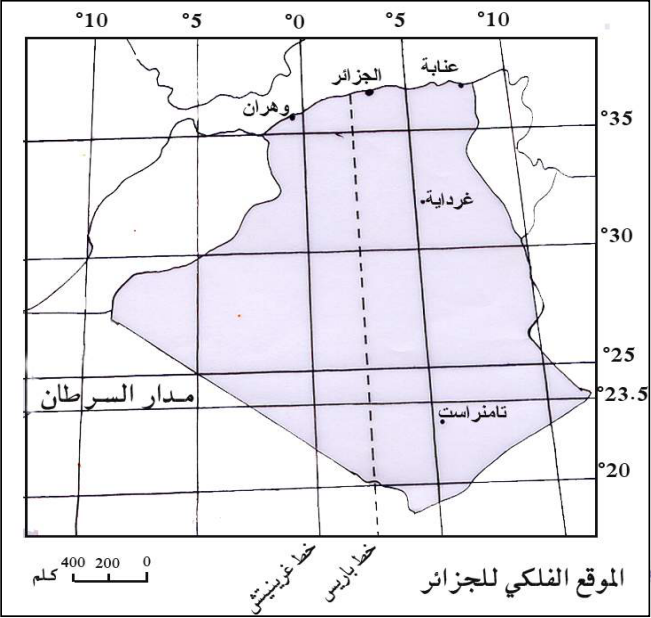 °10 °5 °0 °5 °10
عنابة
الجزائر
وهران
°35
غرداية
°30
°25
°23.5
مدار السرطان
تامنراست
°20
خط غرينيتش
خط باريس
400 200 0 كلم
الموقع الفلكي للجزائر